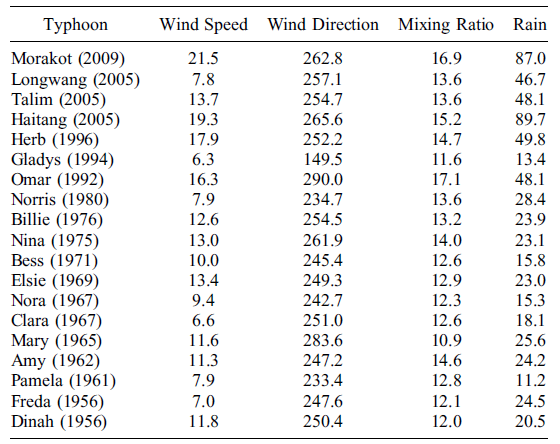 Typhoon Wind Speed Wind Direction Mixing Ratio Rain
Morakot (2009) 21.5 262.8 16.9 87.0
Longwang (2005) 7.8 257.1 13.6 46.7
Talim (2005) 13.7 254.7 13.6 48.1
Haitang (2005) 19.3 265.6 15.2 89.7
Herb (1996) 17.9 252.2 14.7 49.8
Gladys (1994) 6.3 149.5 11.6 13.4
Omar (1992) 16.3 290.0 17.1 48.1
Norris (1980) 7.9 234.7 13.6 28.4
Billie (1976) 12.6 254.5 13.2 23.9
Nina (1975) 13.0 261.9 14.0 23.1
Bess (1971) 10.0 245.4 12.6 15.8
Elsie (1969) 13.4 249.3 12.9 23.0
Nora (1967) 9.4 242.7 12.3 15.3
Clara (1967) 6.6 251.0 12.6 18.1
Mary (1965) 11.6 283.6 10.9 25.6
Amy (1962) 11.3 247.2 14.6 24.2
Pamela (1961) 7.9 233.4 12.8 11.2
Freda (1956) 7.0 247.6 12.1 24.5
Dinah (1956) 11.8 250.4 12.0 20.5